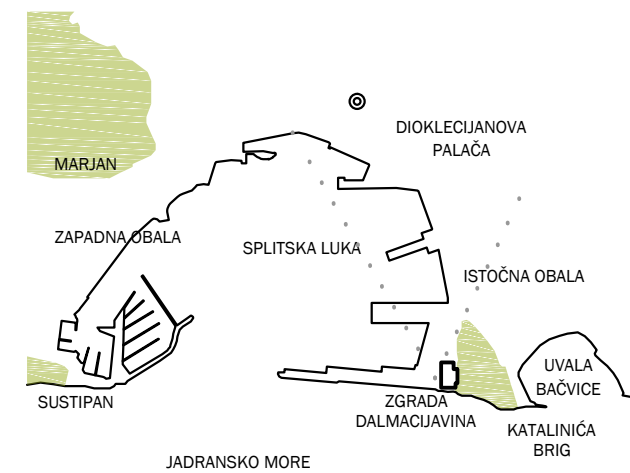 DIOKLECIJANOVA
PALAČA
MARJAN
ZAPADNA OBALA
SPLITSKA LUKA
ISTOČNA OBALA
UVALA
BAČVICE
SUSTIPAN
ZGRADA
DALMACIJAVINA
KATALINIĆA
BRIG
JADRANSKO MORE